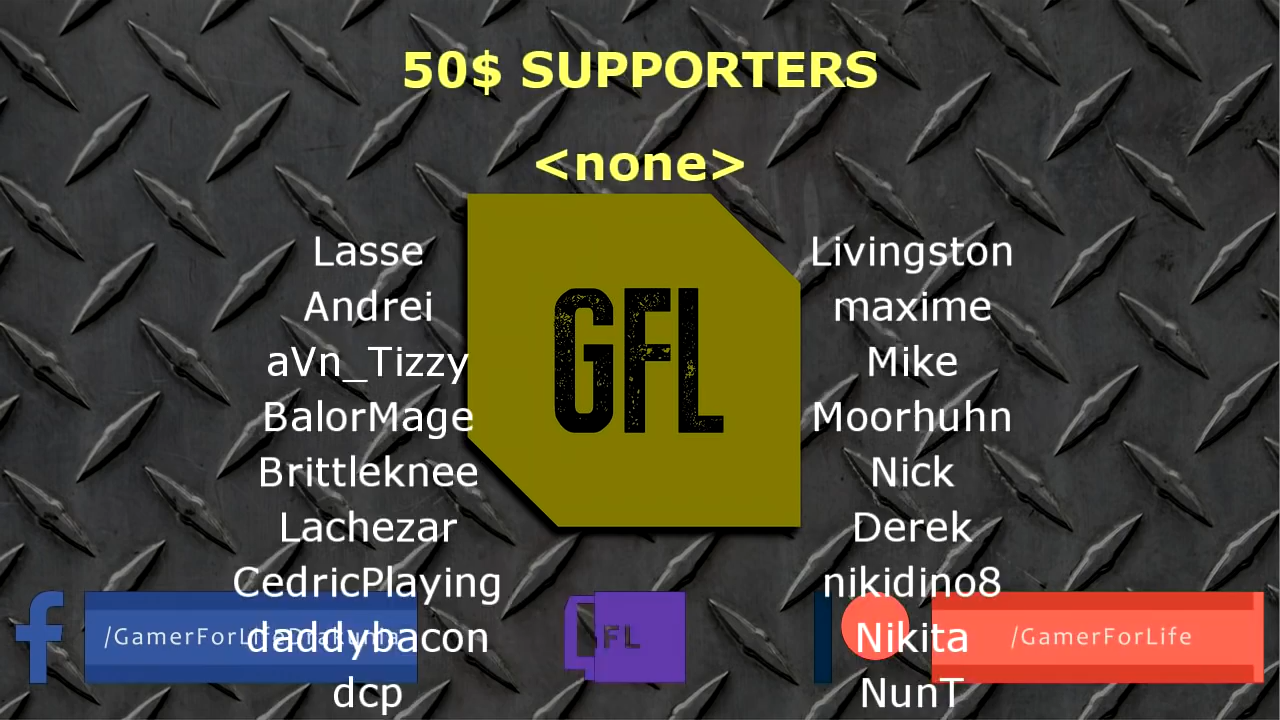 50$ SUPPORTERS
<none>
Lasse
Andrei
aVn_Tizzy
BalorMage
Brittleknee
Lachezar
CedricPlaying
daddybacon
dcp
GFL
Livingston
maxime
Mike
Moorhuhn
Nick
Derek
nikidino8
Nikita
NunT
/GamerForLifeDrakulla
FL
/GamerForLife